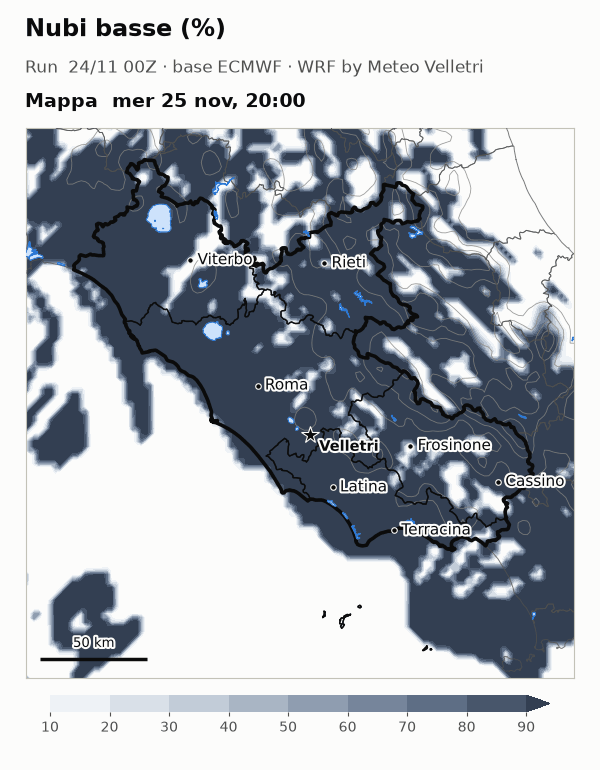 Nubi basse (%)
Run  24/11 00Z · base ECMWF · WRF by Meteo Velletri
Mappa  mer 25 nov, 20:00
Viterbo
Rieti
Roma
Velletri
Frosinone
Latina
Cassino
Terracina
50 km
10 20 30 40 50 60 70 80 90